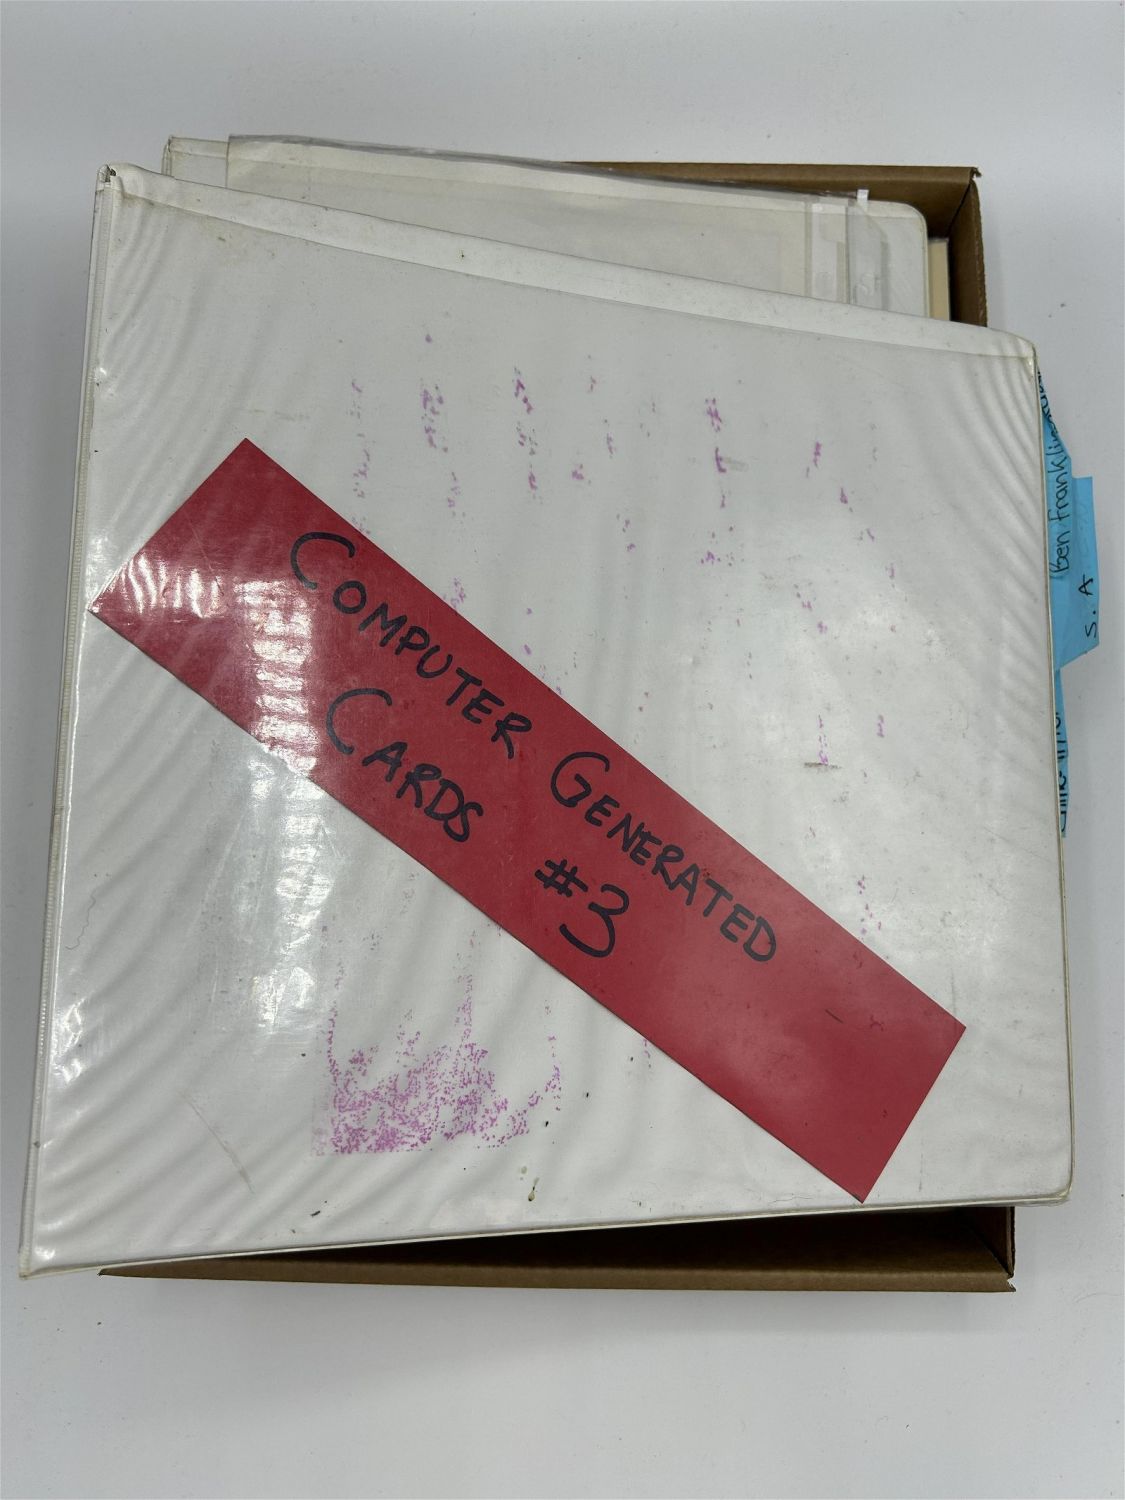 COMPUTER GENERATED
CARDS #3
Ben Franklin
S. A